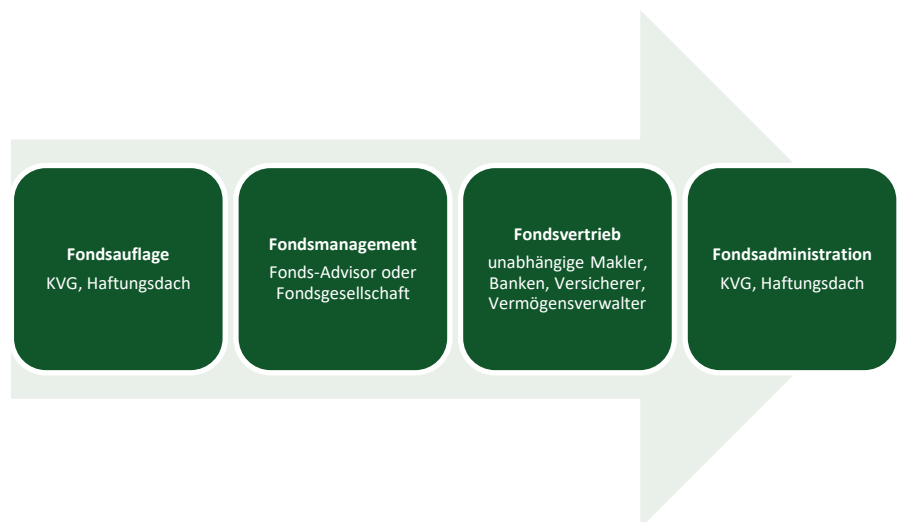 Fondsauflage
KVG, Haftungsdach
Fondsmanagement
Fonds-Advisor oder
Fondsgesellschaft
Fondsvertrieb
unabhängige Makler,
Banken, Versicherer,
Vermögensverwalter
Fondsadministration
KVG, Haftungsdach